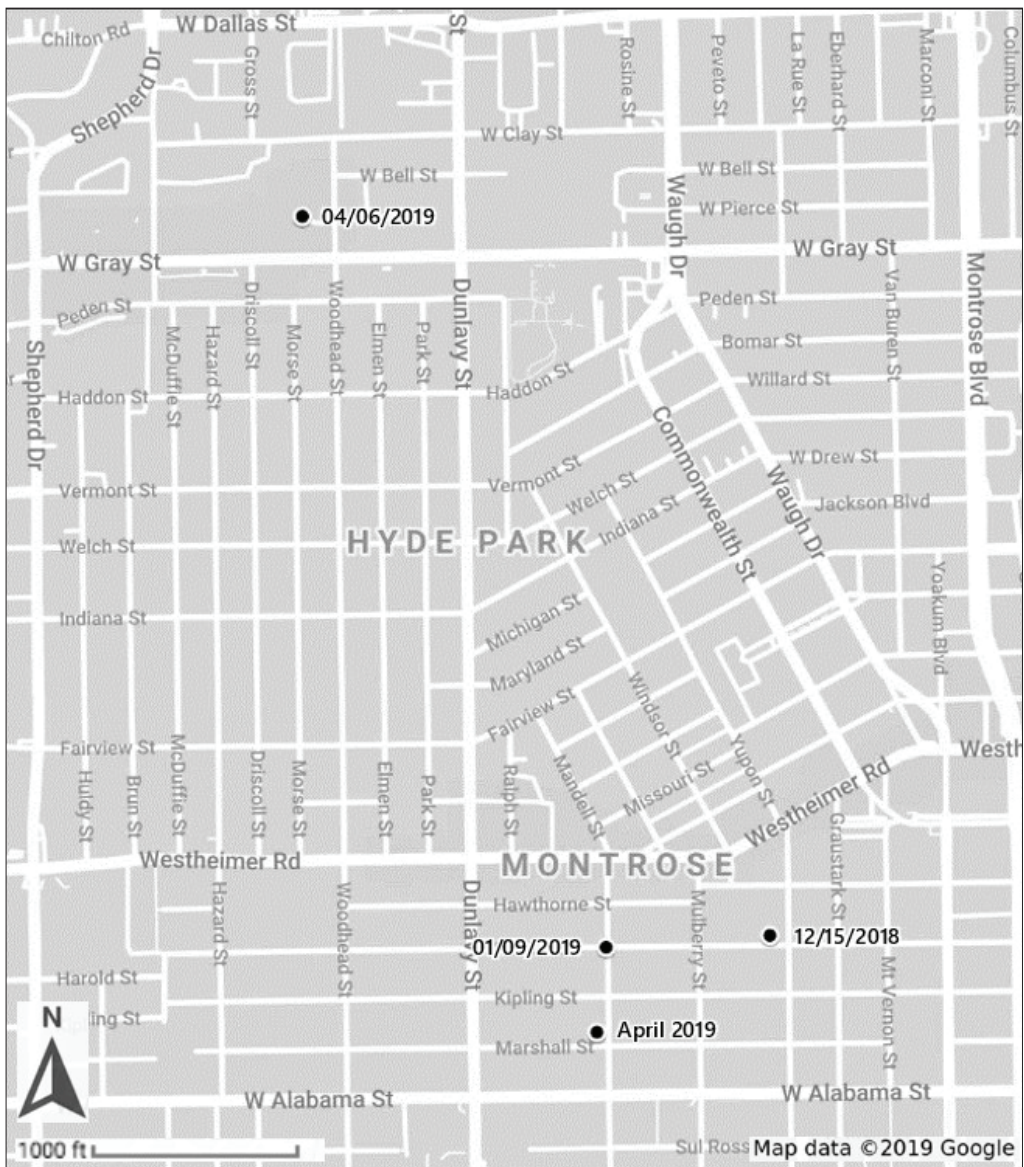 W Dallas St
St
Chilton Rd
Shepherd Dr
Gross St
Rosine St
Peveto St
La Rue St
Eberhard St
Marconi St
Columbus St
W Clay St
W Bell St
W Bell St
W Pierce St
Waugh Dr
04/06/2019
W Gray St
W Gray St
Peden St
Peden St
Driscoll St
Woodhead St
Dunlavy St
Van Buren St
Montrose Blvd
McDuffie St
Hazard St
Morse St
Elmen St
Park St
Bomar St
Shepherd Dr
Haddon St
Haddon St
Willard St
Commonwealth St
Vermont St
Vermont St
W Drew St
Waugh Dr
Welch St
Jackson Blvd
Indiana St
HYDE PARK
Welch St
Yoakum Blvd
Indiana St
Michigan St
Maryland St
Windsor St
Fairview St
Fairview St
Yupon St
Westh
McDuffie St
Driscoll St
Morse St
Elmen St
Park St
Ralph St
Mandell St
Missouri St
Huldy St
Brun St
Westheimer Rd
Graustark St
Westheimer Rd
MONTROSE
Hazard St
Woodhead St
Dunlavy St
Hawthorne St
Mulberry St
01/09/2019
12/15/2018
Mt Vernon St
Harold St
Kipling St
ling St
N
April 2019
Marshall St
W Alabama St
W Alabama St
1000 ft
Sul Ross
Map data ©2019 Google